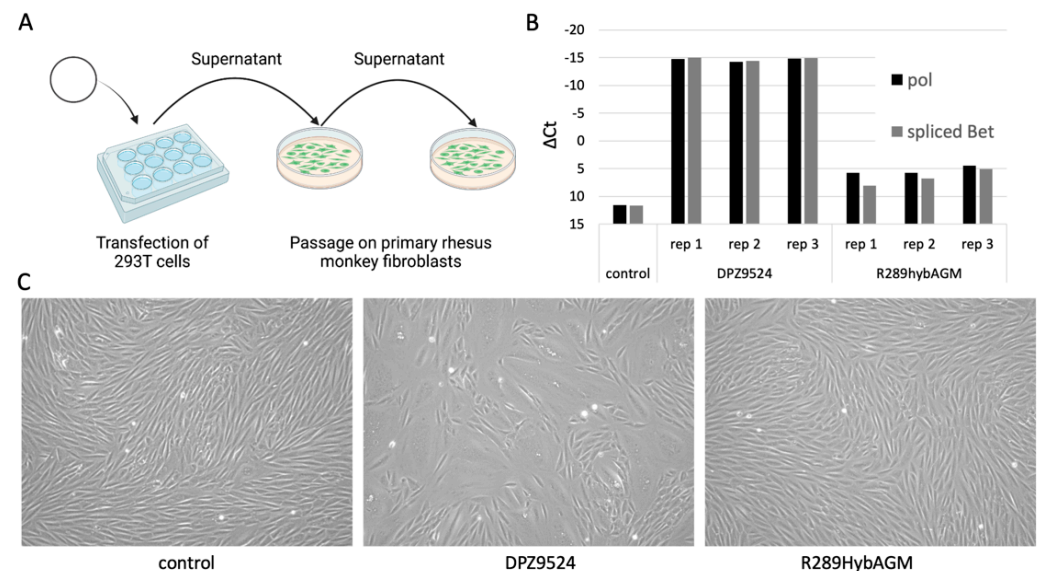 A
Supernatant
Supernatant
Transfection of
293T cells
Passage on primary rhesus
monkey fibroblasts
B
-20
-15
-10
-5
0
5
10
15
ΔCt
pol
spliced Bet
rep 1
rep 2
rep 3
rep 1
rep 2
rep 3
control
DPZ9524
R289hybAGM
C
control
DPZ9524
R289HybAGM